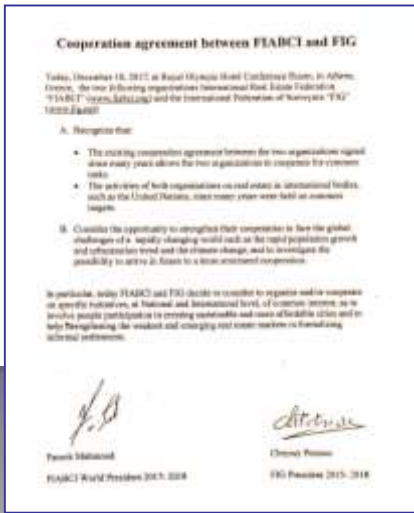 Cooperation agreement between FIABCI and FIG
Today, December 18, 2017, at Royal Olympic Hotel Conference Room, in Athens,
Greece, the two following organizations International Real Estate Federation
"FIABCI" (www.fiabci.org) and the International Federation of Surveyors "FIG"
(www.fig.net)
A. Recognize that:
• The existing cooperation agreement between the two organizations signed
since many years allows the two organizations to cooperate for common
tasks.
• The activities of both organizations on real estate in international bodies,
such as the United Nations, since many years were held on common
targets.
B. Consider the opportunity to strengthen their cooperation to face the global
challenges of a rapidly changing world such as the rapid population growth
and urbanization trend and the climate change, and to investigate the
possibility to arrive in future to a more structured cooperation.
In particular, today FIABCI and FIG decide to consider to organize and/or cooperate
on specific initiatives, at National and International level, of common interest, as to
involve people participation in creating sustainable and more affordable cities and to
help strengthening the weakest and emerging real estate markets in formalizing
informal settlements.
Farook Mahmood
Chryssy Potsiou
FIABCI World President 2017-2018
FIG President 2015-2018